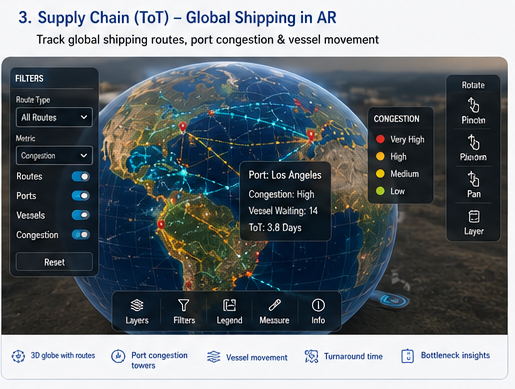 3. Supply Chain (ToT) – Global Shipping in AR
Track global shipping routes, port congestion & vessel movement
FILTERS
Route Type
All Routes
Metric
Congestion
Routes
Ports
Vessels
Congestion
Reset
Port: Los Angeles
Congestion: High
Vessel Waiting: 14
ToT: 3.8 Days
CONGESTION
Very High
High
Medium
Low
Rotate
Pan
Layer
Layers
Filters
Legend
Measure
Info
3D globe with routes
Port congestion
towers
Vessel movement
Turnaround time
Bottleneck insights